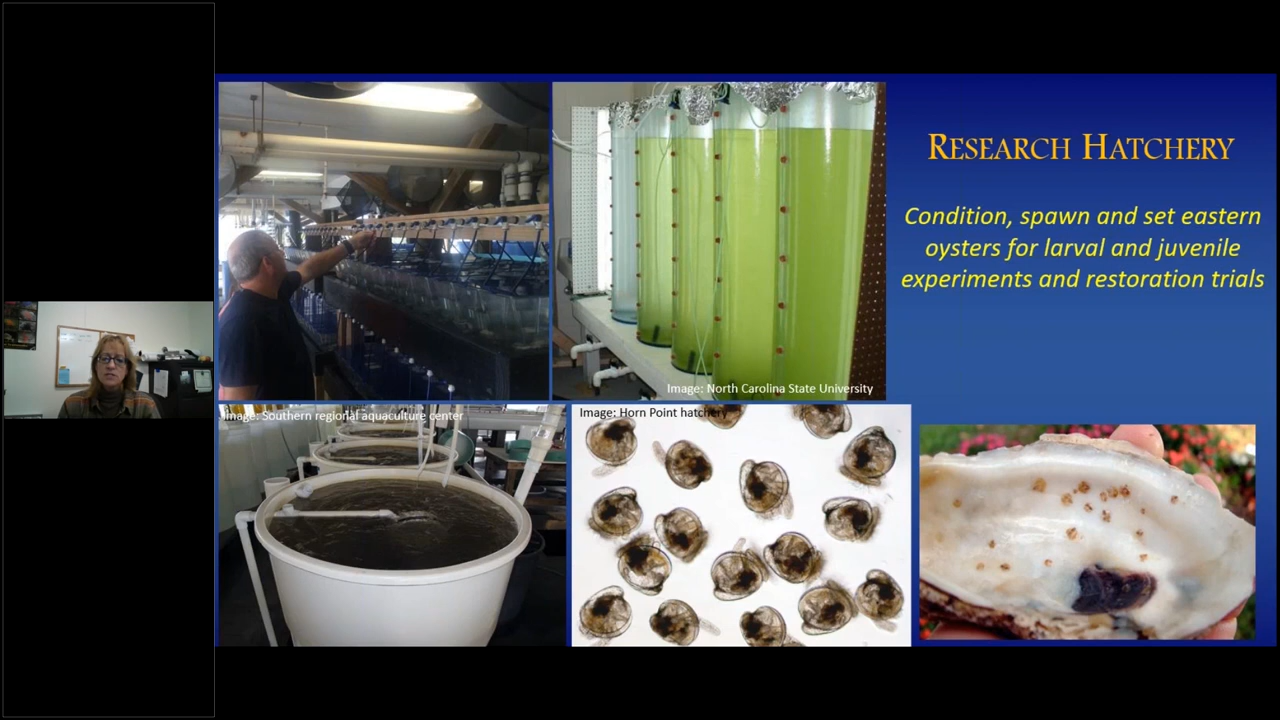 RESEARCH HATCHERY
Condition, spawn and set eastern
oysters for larval and juvenile
experiments and restoration trials
Image: North Carolina State University
Image: Southern regional aquaculture center
Image: Horn Point hatchery